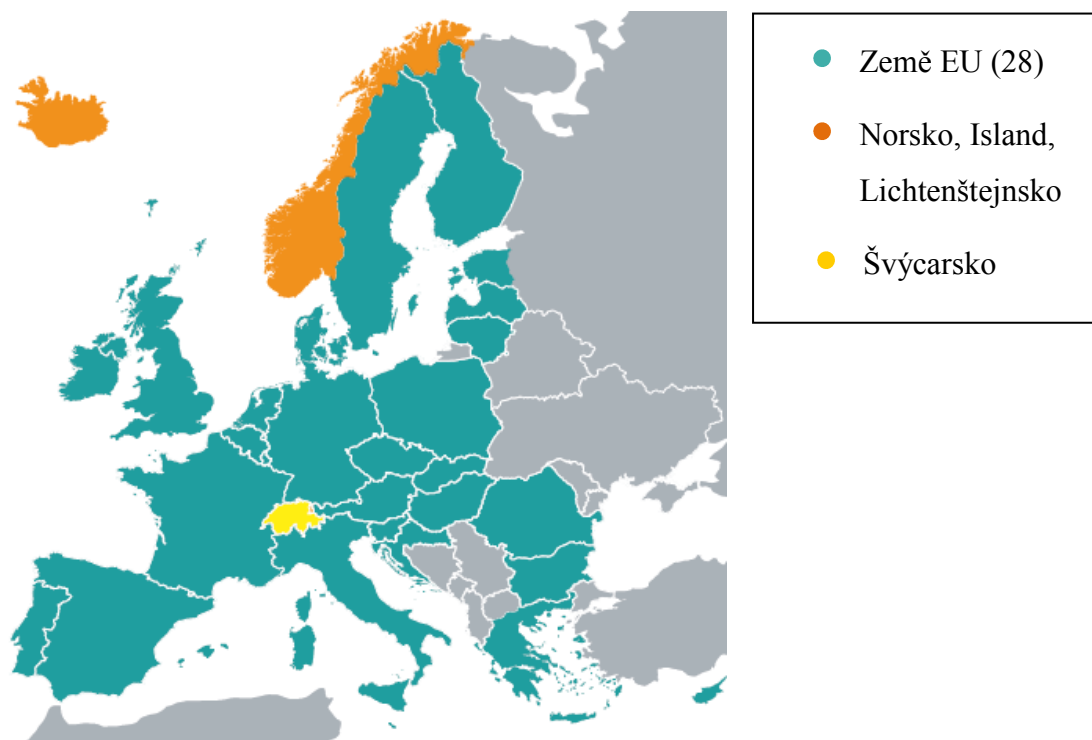 Země EU (28)
Norsko, Island,
Lichtenštejnsko
Švýcarsko